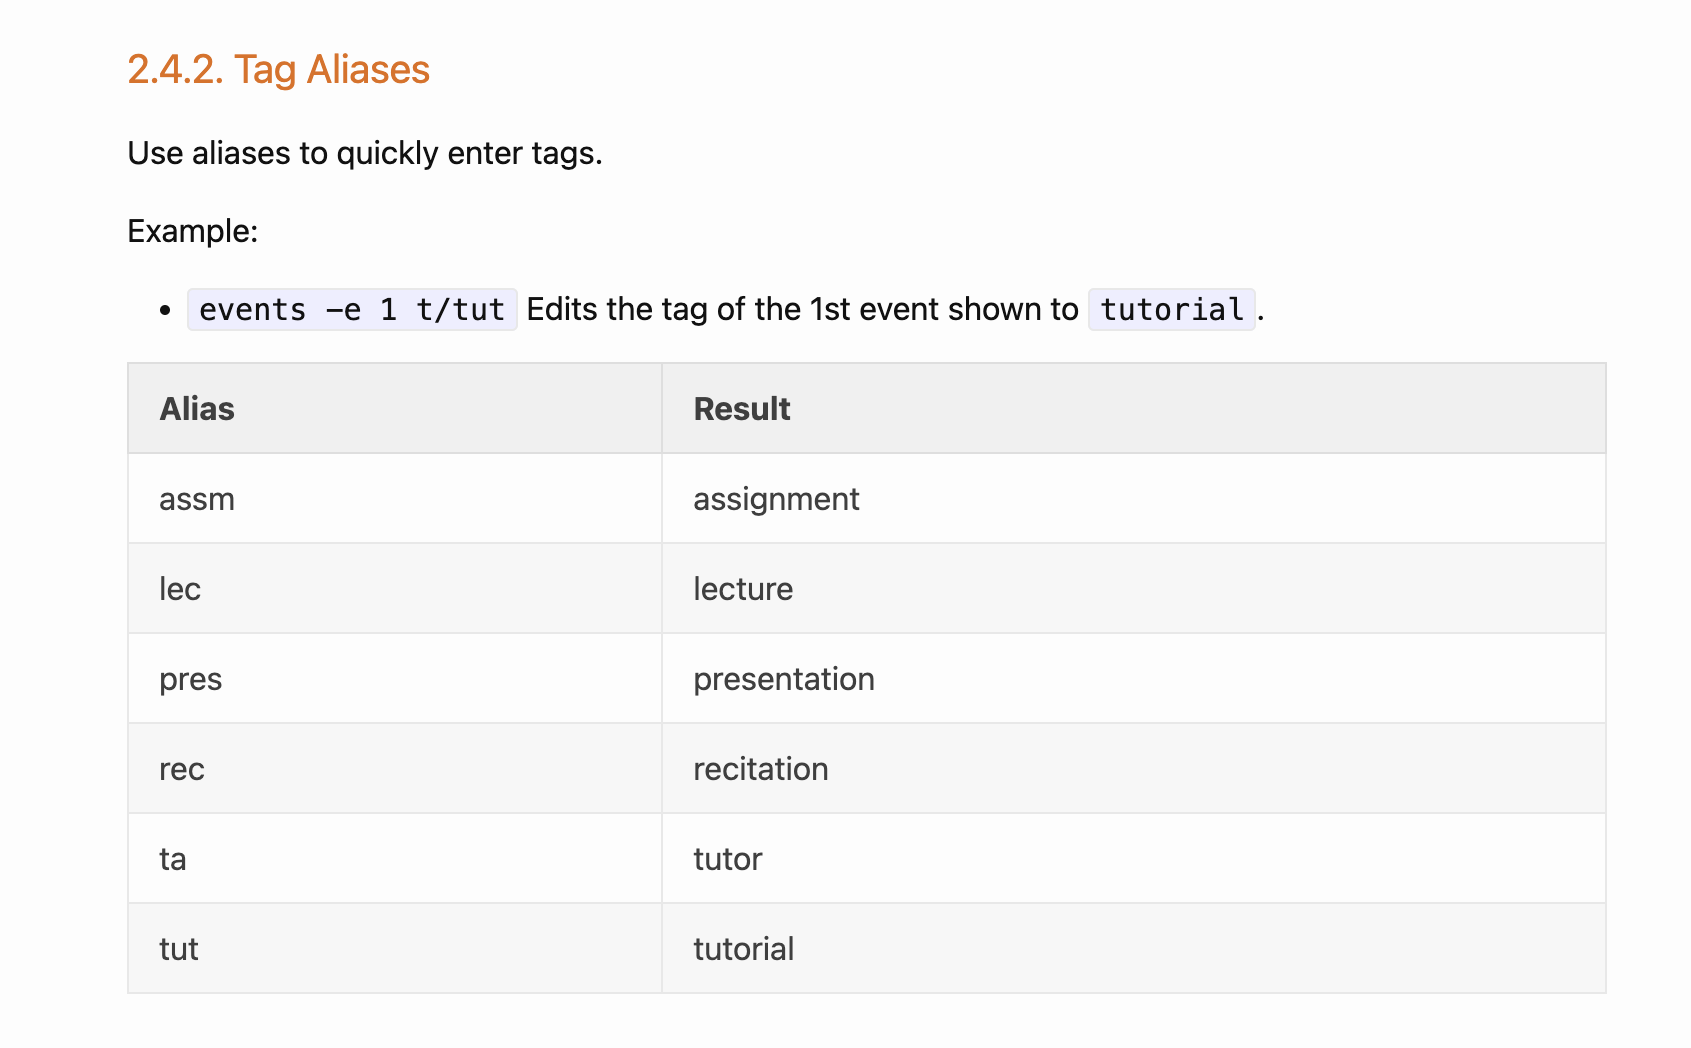 2.4.2. Tag Aliases
Use aliases to quickly enter tags.
Example:
• events -e 1 t/tut Edits the tag of the 1st event shown to tutorial.
Alias Result
assm assignment
lec lecture
pres presentation
rec recitation
ta tutor
tut tutorial